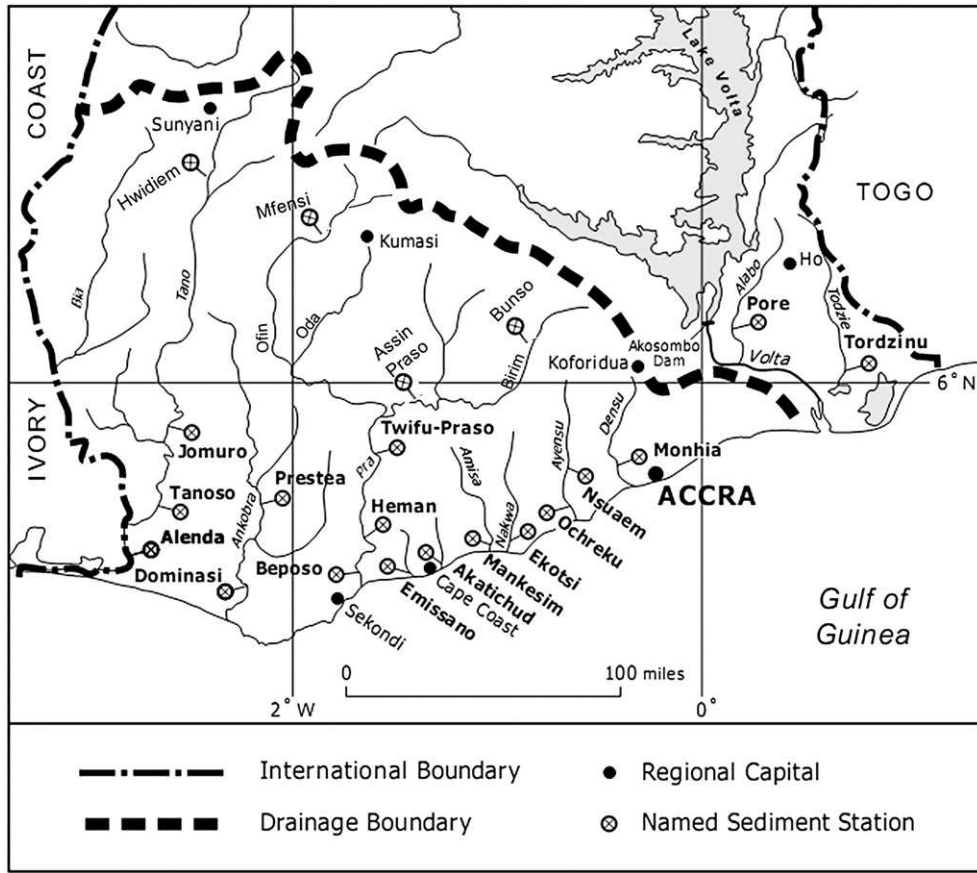 COAST
Lake Volta
Sunyani
Hwidiem
TOGO
Mfensi
Kumasi
Ho
Bia
Tano
Alabo
Todzie
Ofin
Oda
Bunso
Pore
Assin
Praso
Birim
Akosombo
Dam
Volta
Tordzinu
Koforidua
6° N
IVORY
Jomuro
Twifu-Praso
Ayensu
Densu
Monhia
Pra
Amisa
ACCRA
Tanoso
Prestea
Nsuaem
Ankobra
Heman
Nakwa
Ochreku
Alenda
Ekotsi
Dominasi
Beposo
Mankesim
Akatichud
Cape Coast
Emissano
Sekondi
Gulf of
Guinea
0 100 miles
2° W 0°
International Boundary
Regional Capital
Drainage Boundary
Named Sediment Station